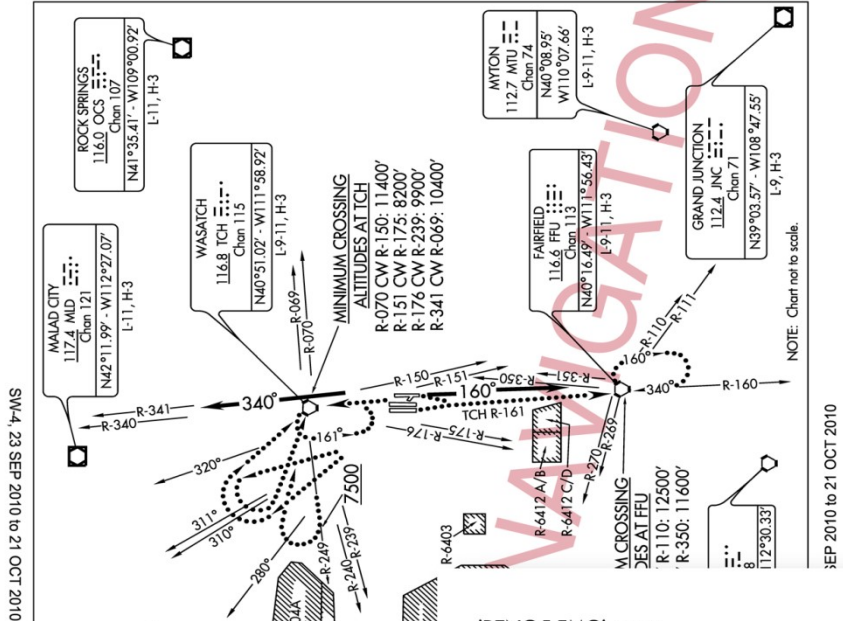 ROCK SPRINGS
116.0 OCS
Chan 107
N41°35.41' - W109°00.92'
L-11, H-3
MYTON
112.7 MTU
Chan 74
N40°08.95'
W110°07.66'
L-9-11, H-3
WASATCH
116.8 TCH
Chan 115
N40°51.02' - W111°58.92'
L-9-11, H-3
MINIMUM CROSSING
ALTITUDES AT TCH
R-070 CW R-150: 11400'
R-151 CW R-175: 8200'
R-176 CW R-239: 9900'
R-341 CW R-069: 10400'
FAIRFIELD
116.6 FFU
Chan 113
N40°16.49' - W111°56.43'
L-9-11, H-3
GRAND JUNCTION
112.4 JNC
Chan 71
N39°03.57' - W108°47.55'
L-9, H-3
MALAD CITY
117.4 MLD
Chan 121
N42°11.99' - W112°27.07'
L-11, H-3
R-069
R-070
R-341
R-340
340°
R-150
R-151
R-350
R-351
160°
TCH R-161
R-175
R-176
161°
320°
311°
310°
280°
7500
R-249
R-239
R-240
04A
R-6403
R-6412 A/B
R-6412 C/D
R-270
R-269
160°
340°
R-110
R-111
R-160
M CROSSING
DES AT FFU
R-110: 12500'
R-350: 11600'
8
112°30.33'
NOTE: Chart not to scale.
NAVIGATION
SW-4, 23 SEP 2010 to 21 OCT 2010
SEP 2010 to 21 OCT 2010